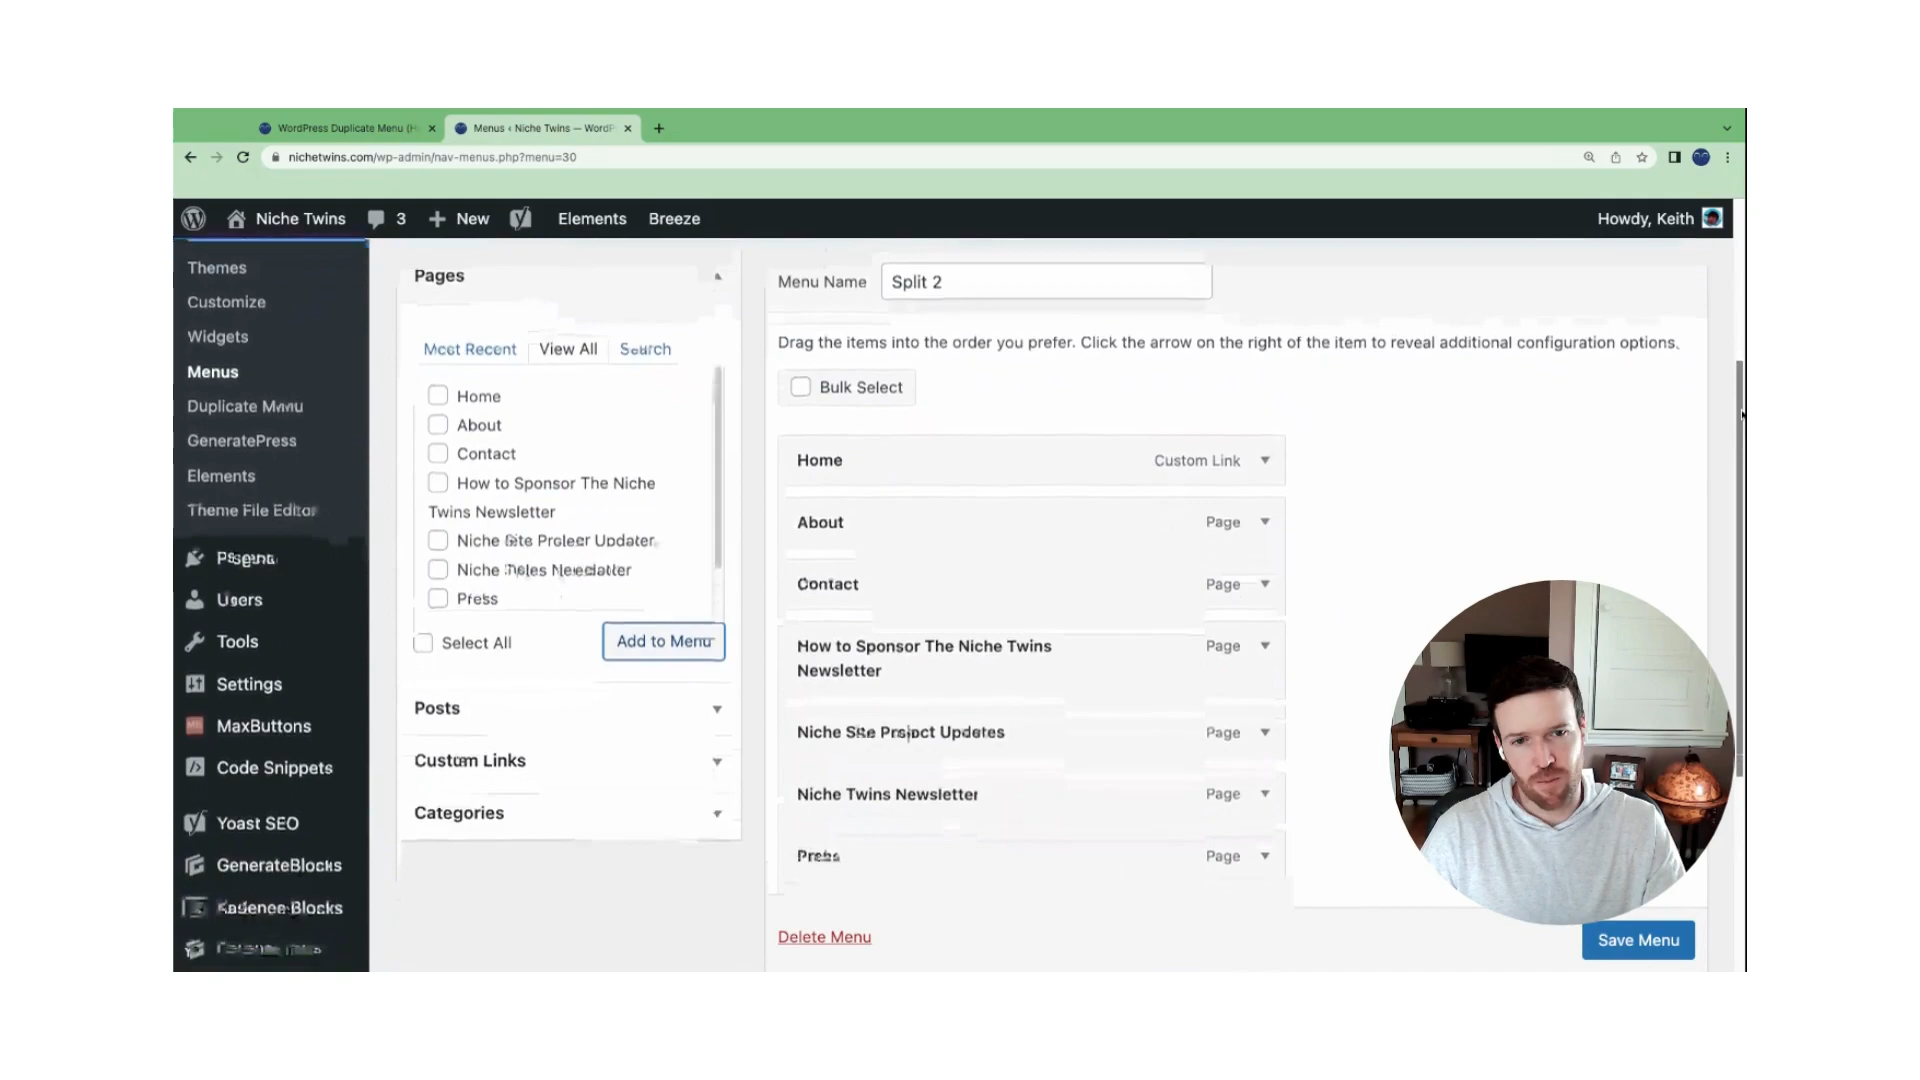 WordPress Duplicate Menu (H
Menus ‹ Niche Twins — WordP
nichetwins.com/wp-admin/nav-menus.php?menu=30
Niche Twins 3 New Elements Breeze
Howdy, Keith
Themes
Customize
Widgets
Menus
Duplicate Menu
GeneratePress
Elements
Theme File Editor
Users
Tools
Settings
MaxButtons
Code Snippets
Yoast SEO
GenerateBlocks
Kadence Blocks
Pages
Most Recent View All Search
Home
About
Contact
How to Sponsor The Niche
Twins Newsletter
Niche Site
Niche
Press
Select All
Add to Menu
Posts
Custom Links
Categories
Menu Name Split 2
Drag the items into the order you prefer. Click the arrow on the right of the item to reveal additional configuration options.
Bulk Select
Home Custom Link
About Page
Contact Page
How to Sponsor The Niche Twins Page
Newsletter
Niche Site Project Updates Page
Niche Twins Newsletter Page
Press Page
Delete Menu
Save Menu